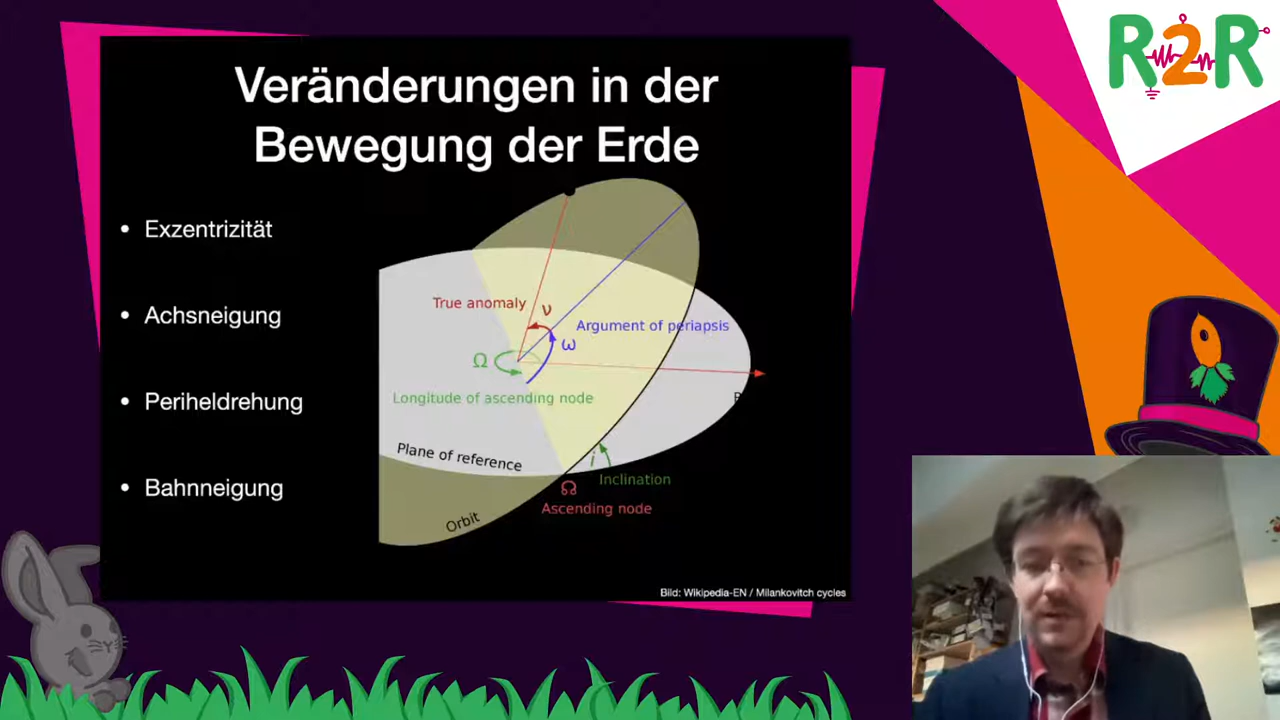 R2R
Veränderungen in der
Bewegung der Erde
• Exzentrizität
• Achsneigung
• Periheldrehung
• Bahnneigung
True anomaly
ν
Argument of periapsis
ω
Ω
Longitude of ascending node
Plane of reference
i
Inclination
☊
Ascending node
Orbit
Bild: Wikipedia-EN / Milankovitch cycles